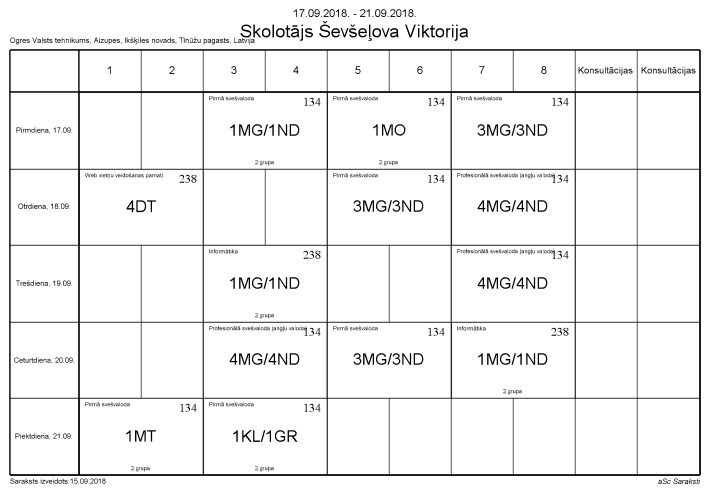 17.09.2018. - 21.09.2018.
Skolotājs Ševšeļova Viktorija
Ogres Valsts tehnikums, Aizupes, Ikšķiles novads, Tīnūžu pagasts, Latvija
1 2 3 4 5 6 7 8 Konsultācijas Konsultācijas
Pirmā svešvaloda 134 Pirmā svešvaloda 134 Pirmā svešvaloda 134
Pirmdiena, 17.09. 1MG/1ND 1MO 3MG/3ND
2.grupa 2.grupa
Web vietņu veidošanas pamati 238 Pirmā svešvaloda 134 Profesionālā svešvaloda (angļu valoda) 134
Otrdiena, 18.09. 4DT 3MG/3ND 4MG/4ND
Informātika 238 Profesionālā svešvaloda (angļu valoda) 134
Trešdiena, 19.09. 1MG/1ND 4MG/4ND
2.grupa
Profesionālā svešvaloda (angļu valoda) 134 Pirmā svešvaloda 134 Informātika 238
Ceturtdiena, 20.09. 4MG/4ND 3MG/3ND 1MG/1ND
2.grupa
Pirmā svešvaloda 134 Pirmā svešvaloda 134
Piektdiena, 21.09. 1MT 1KL/1GR
2.grupa 2.grupa
Saraksts izveidots:15.09.2018 aSc Saraksti